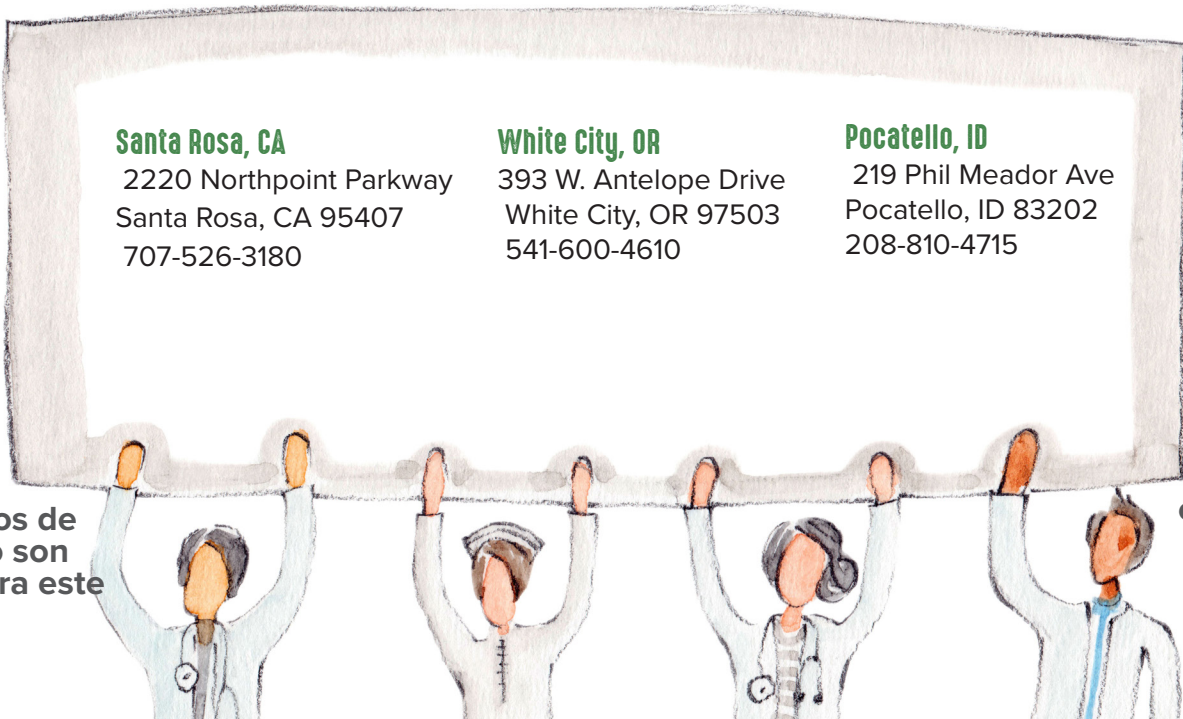 Santa Rosa, CA
2220 Northpoint Parkway
Santa Rosa, CA 95407
707-526-3180
White City, OR
393 W. Antelope Drive
White City, OR 97503
541-600-4610
Pocatello, ID
219 Phil Meador Ave
Pocatello, ID 83202
208-810-4715
os de
son
ra este